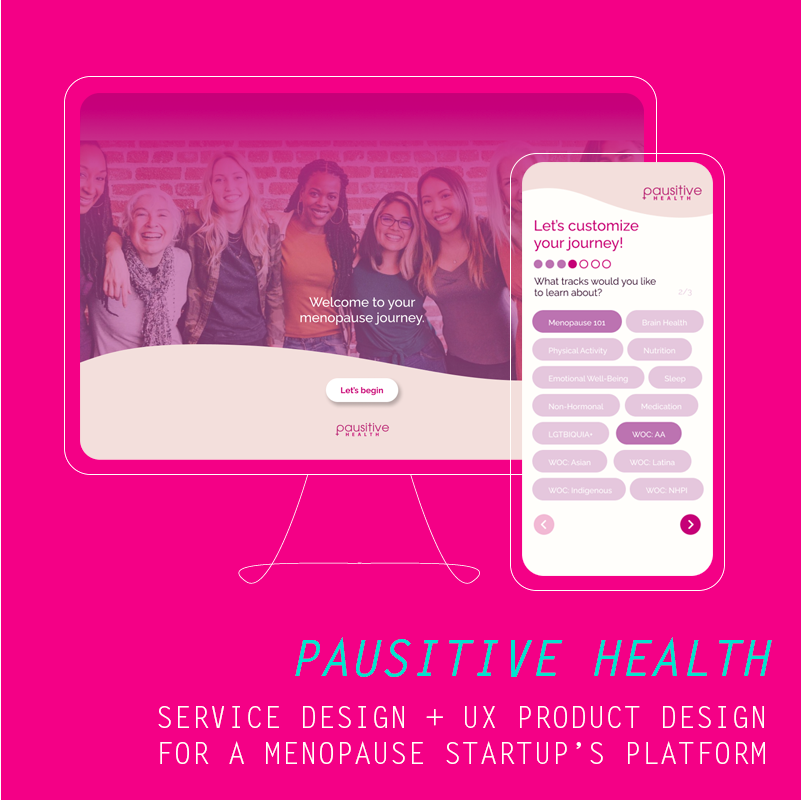 Welcome to your
menopause journey.
Let's begin
pausitive
HEALTH
pausitive
HEALTH
Let's customize
your journey!
What tracks would you like
to learn about?
2/3
Menopause 101
Brain Health
Physical Activity
Nutrition
Emotional Well-Being
Sleep
Non-Hormonal
Medication
LGTBIQUIA+
WOC: AA
WOC: Asian
WOC: Latina
WOC: Indigenous
WOC: NHPI
PAUSITIVE HEALTH
SERVICE DESIGN + UX PRODUCT DESIGN
FOR A MENOPAUSE STARTUP'S PLATFORM